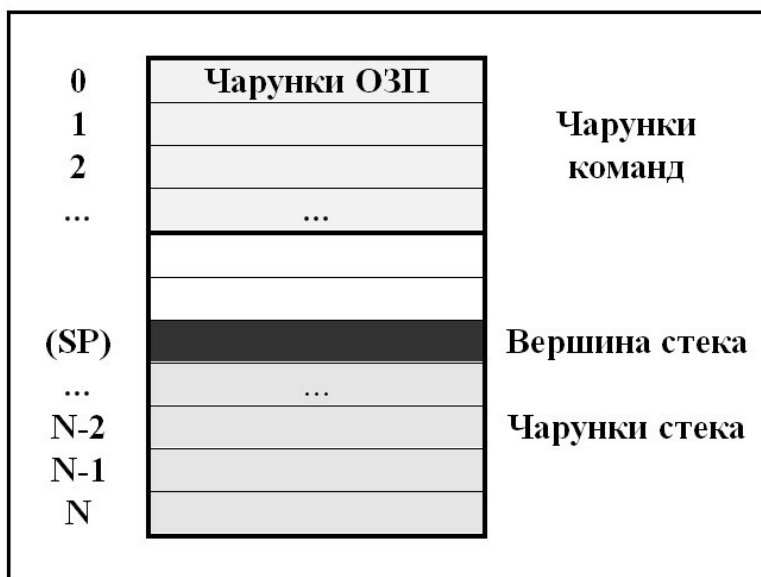 0 Чарунки ОЗП
1 Чарунки
2 команд
... ...
(SP) Вершина стека
... ...
N-2 Чарунки стека
N-1
N